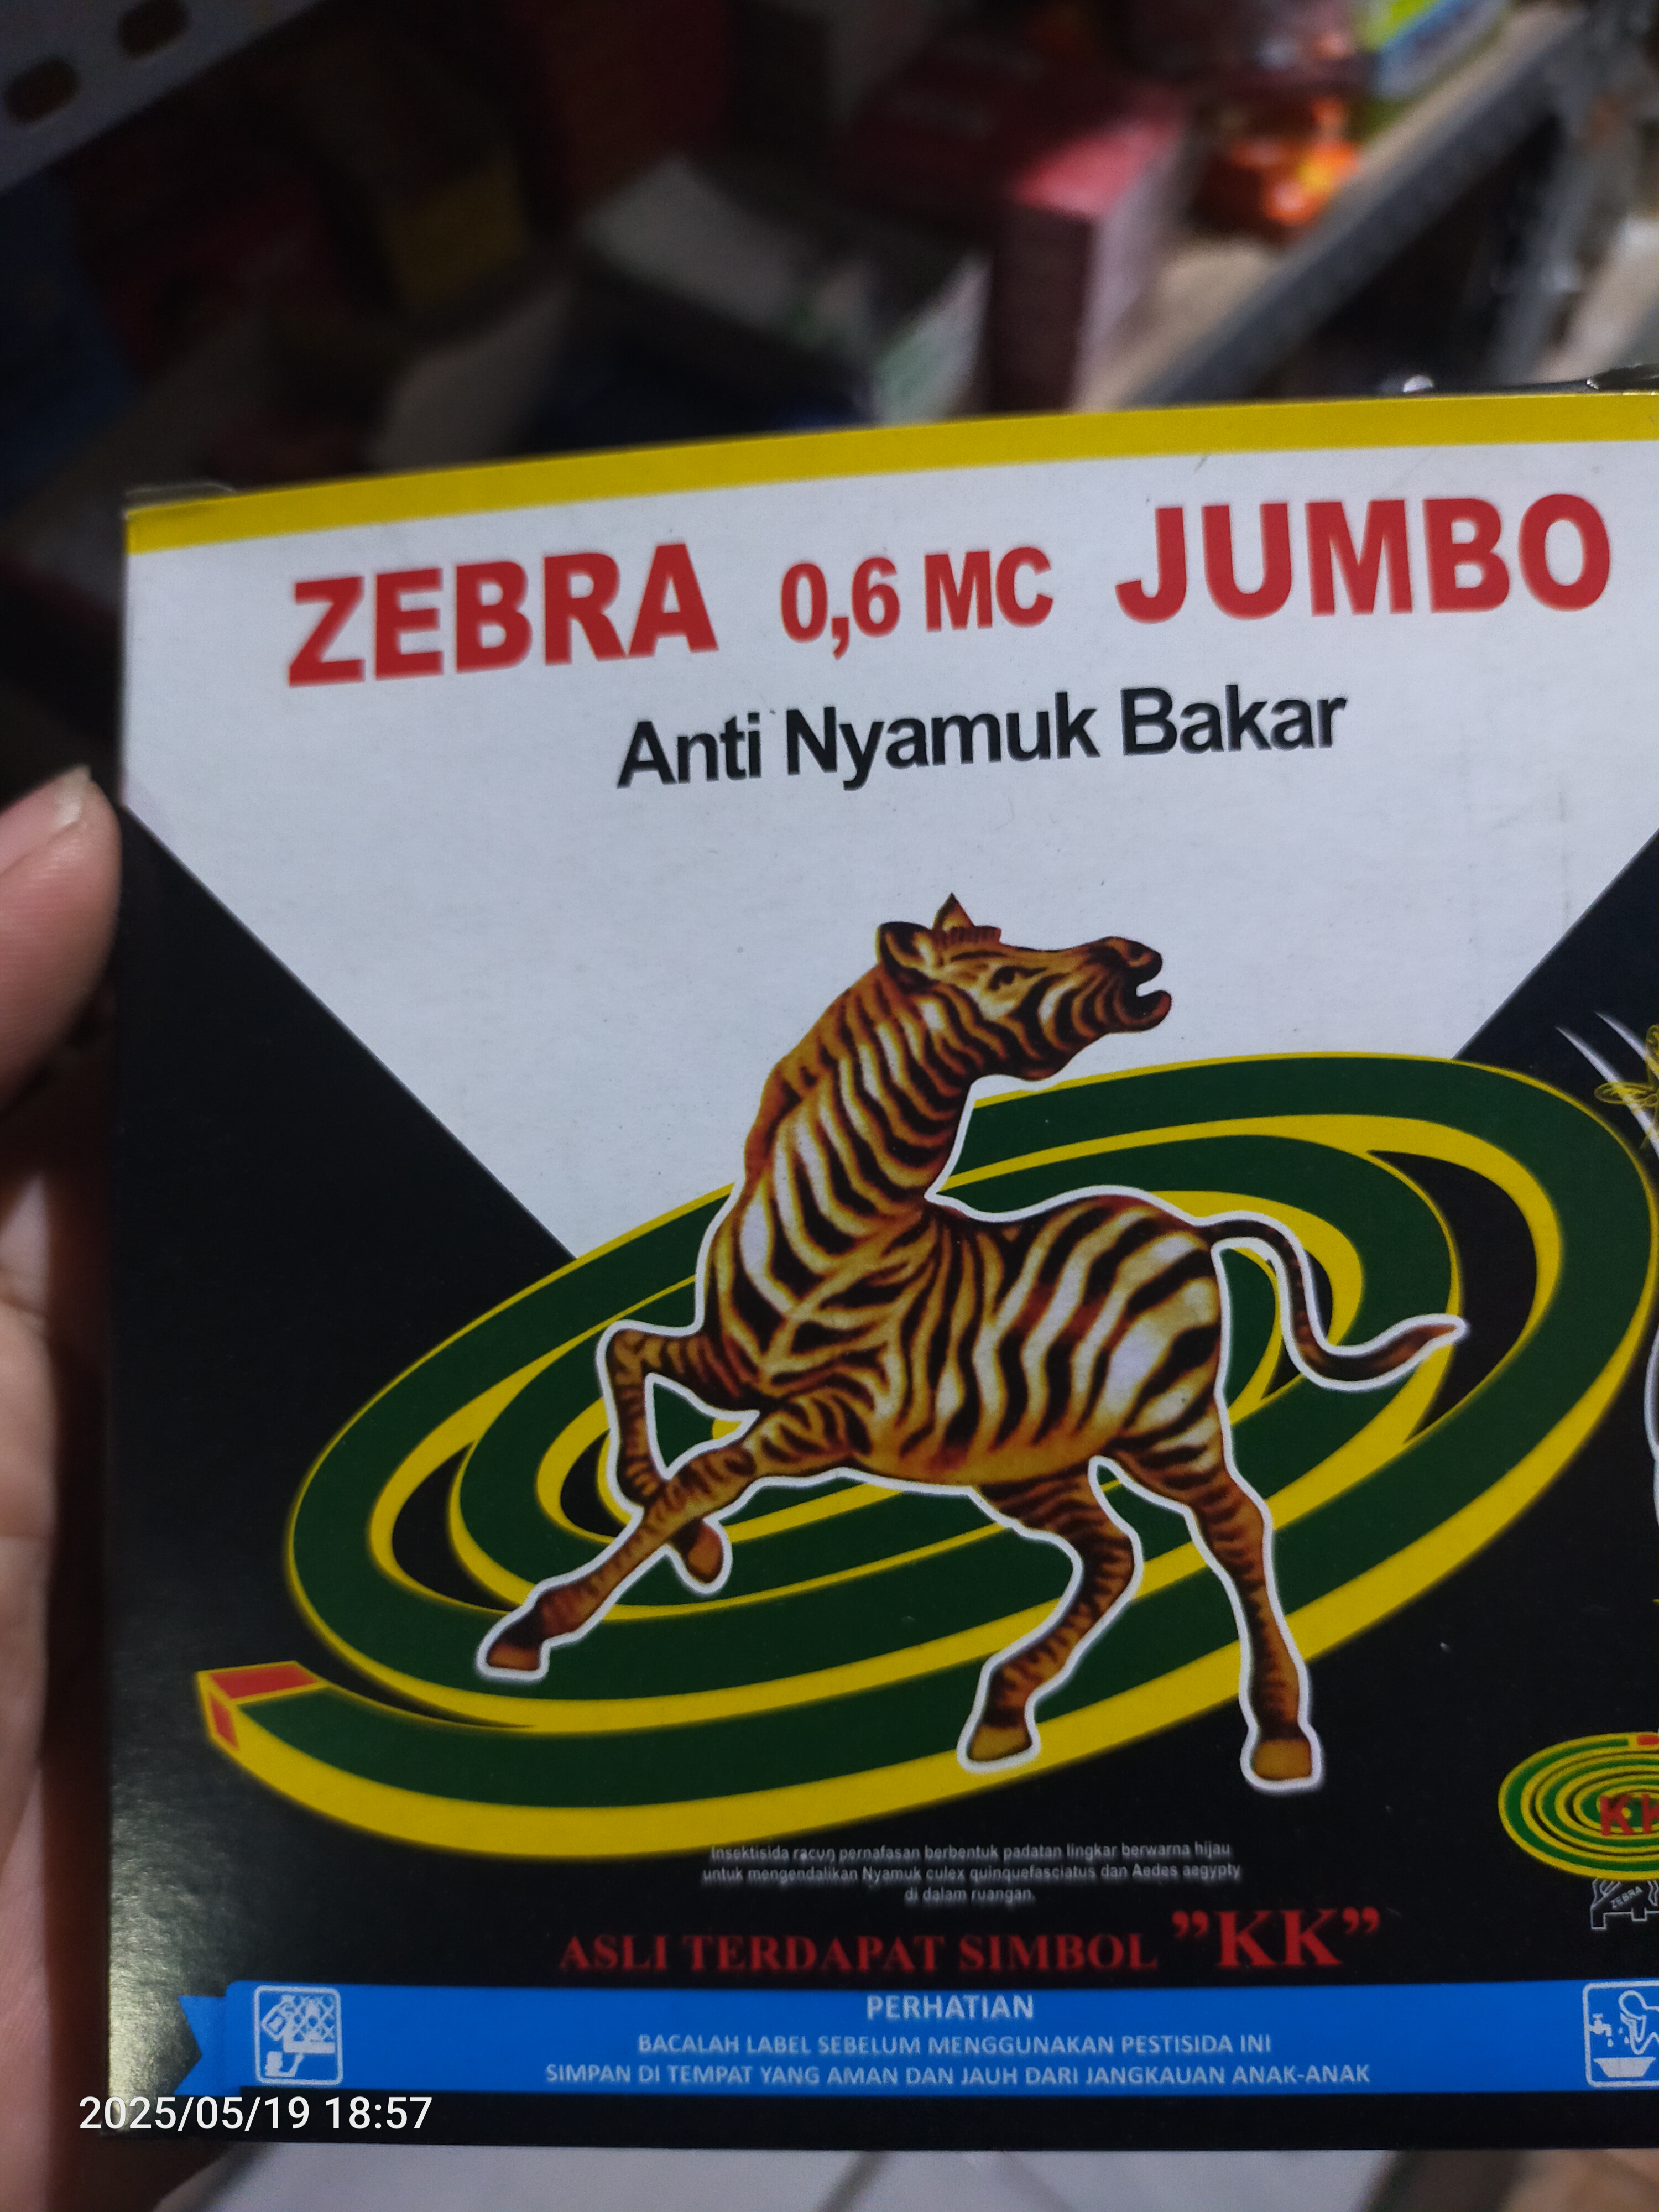 ZEBRA 0,6 MC JUMBO
Anti Nyamuk Bakar
Insektisida racun pernafasan berbentuk padatan lingkar berwarna hijau
untuk mengendalikan Nyamuk culex quinquefasciatus dan Aedes aegypty
di dalam ruangan.
KK
ZEBRA
ASLI TERDAPAT SIMBOL ”KK”
PERHATIAN
BACALAH LABEL SEBELUM MENGGUNAKAN PESTISIDA INI
SIMPAN DI TEMPAT YANG AMAN DAN JAUH DARI JANGKAUAN ANAK-ANAK
2025/05/19 18:57